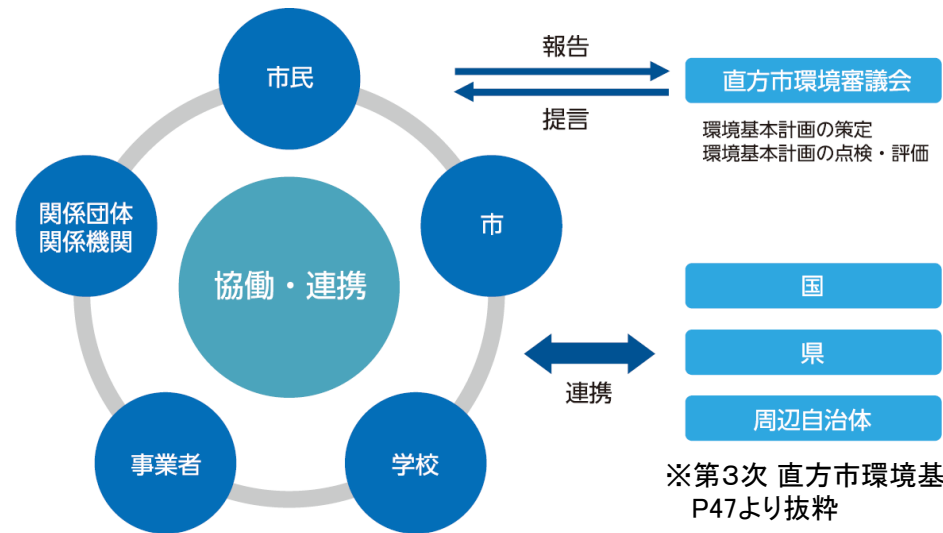 市民
報告
提言
直方市環境審議会
環境基本計画の策定
環境基本計画の点検・評価
関係団体
関係機関
市
協働・連携
国
県
周辺自治体
連携
事業者
学校
※第3次 直方市環境基
P47より抜粋